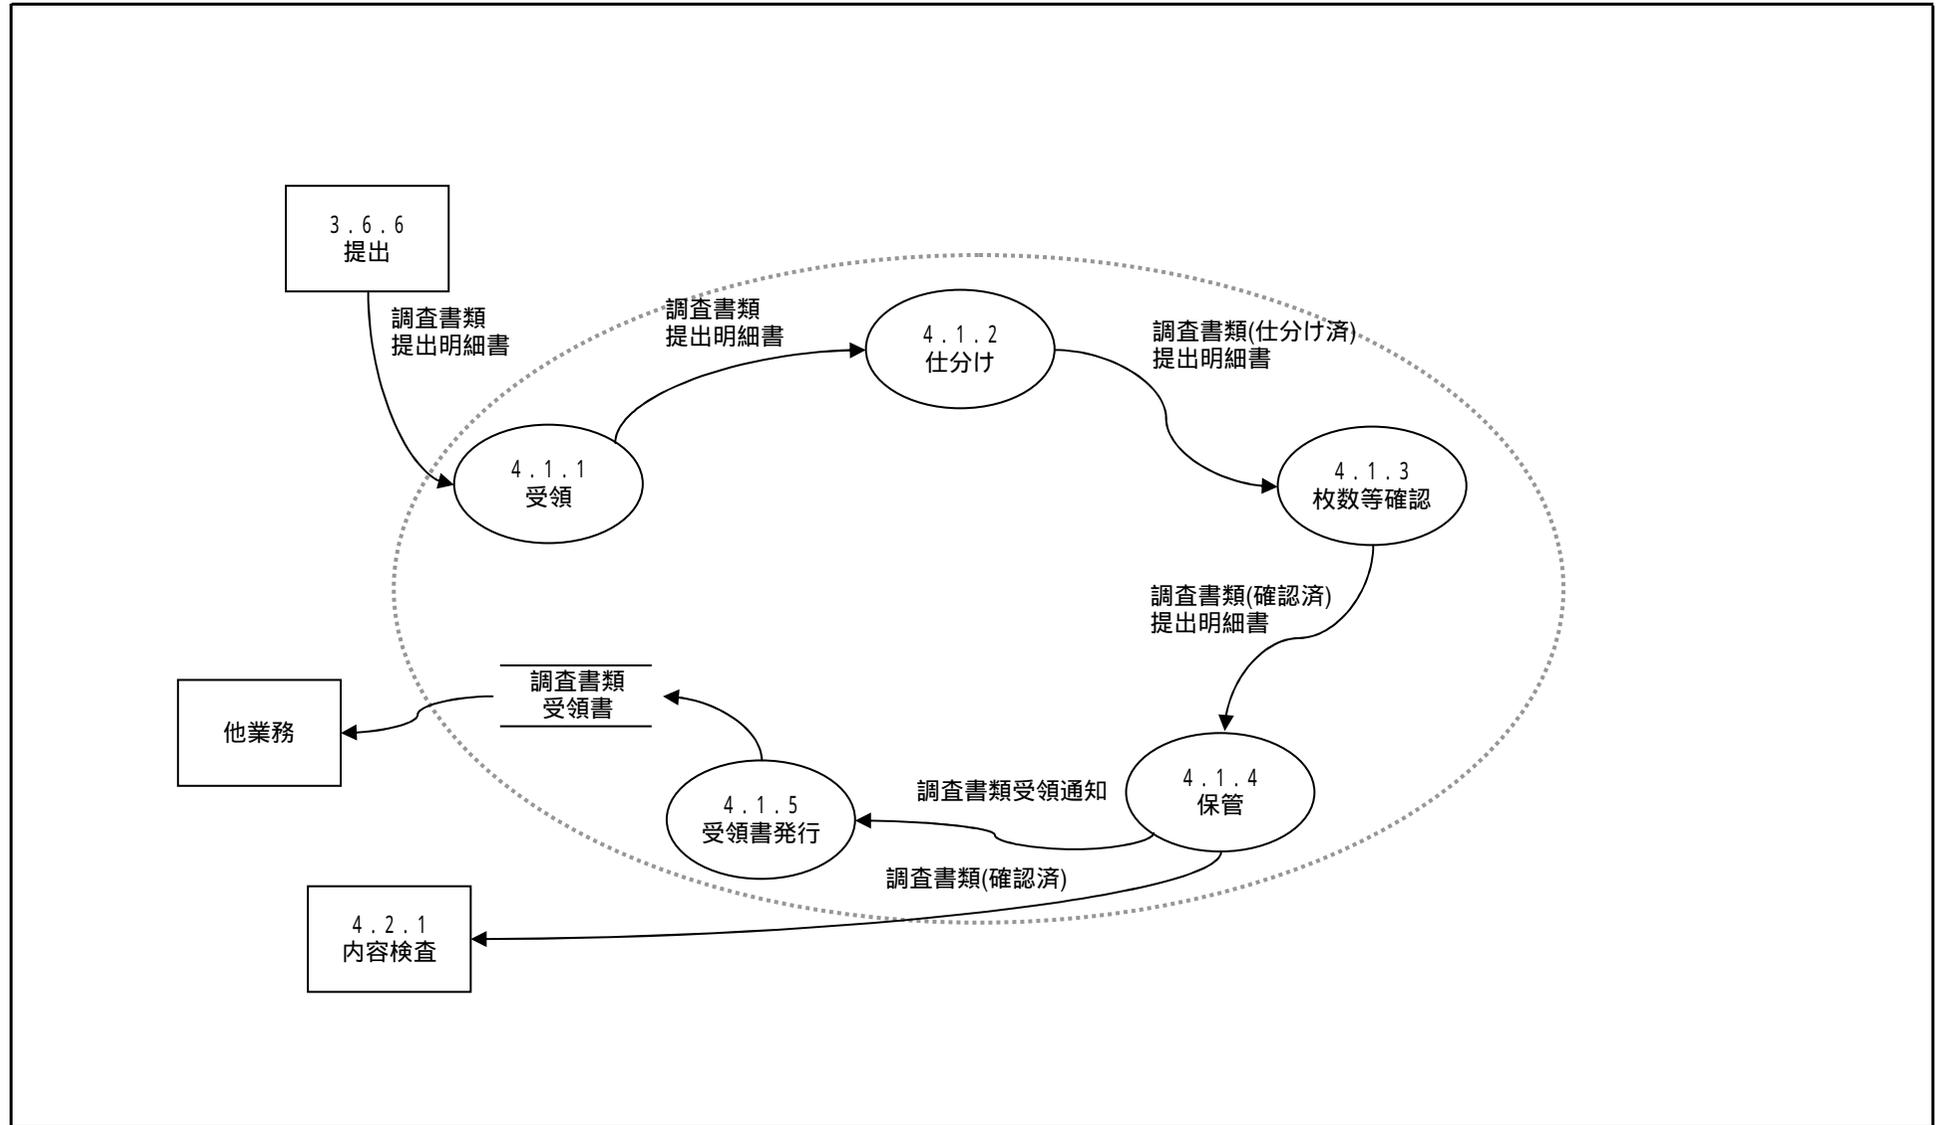 3.6.6
提出
調査書類
提出明細書
調査書類
提出明細書
4.1.2
仕分け
調査書類(仕分け済)
提出明細書
4.1.1
受領
4.1.3
枚数等確認
調査書類(確認済)
提出明細書
調査書類
受領書
他業務
4.1.4
保管
調査書類受領通知
4.1.5
受領書発行
調査書類(確認済)
4.2.1
内容検査